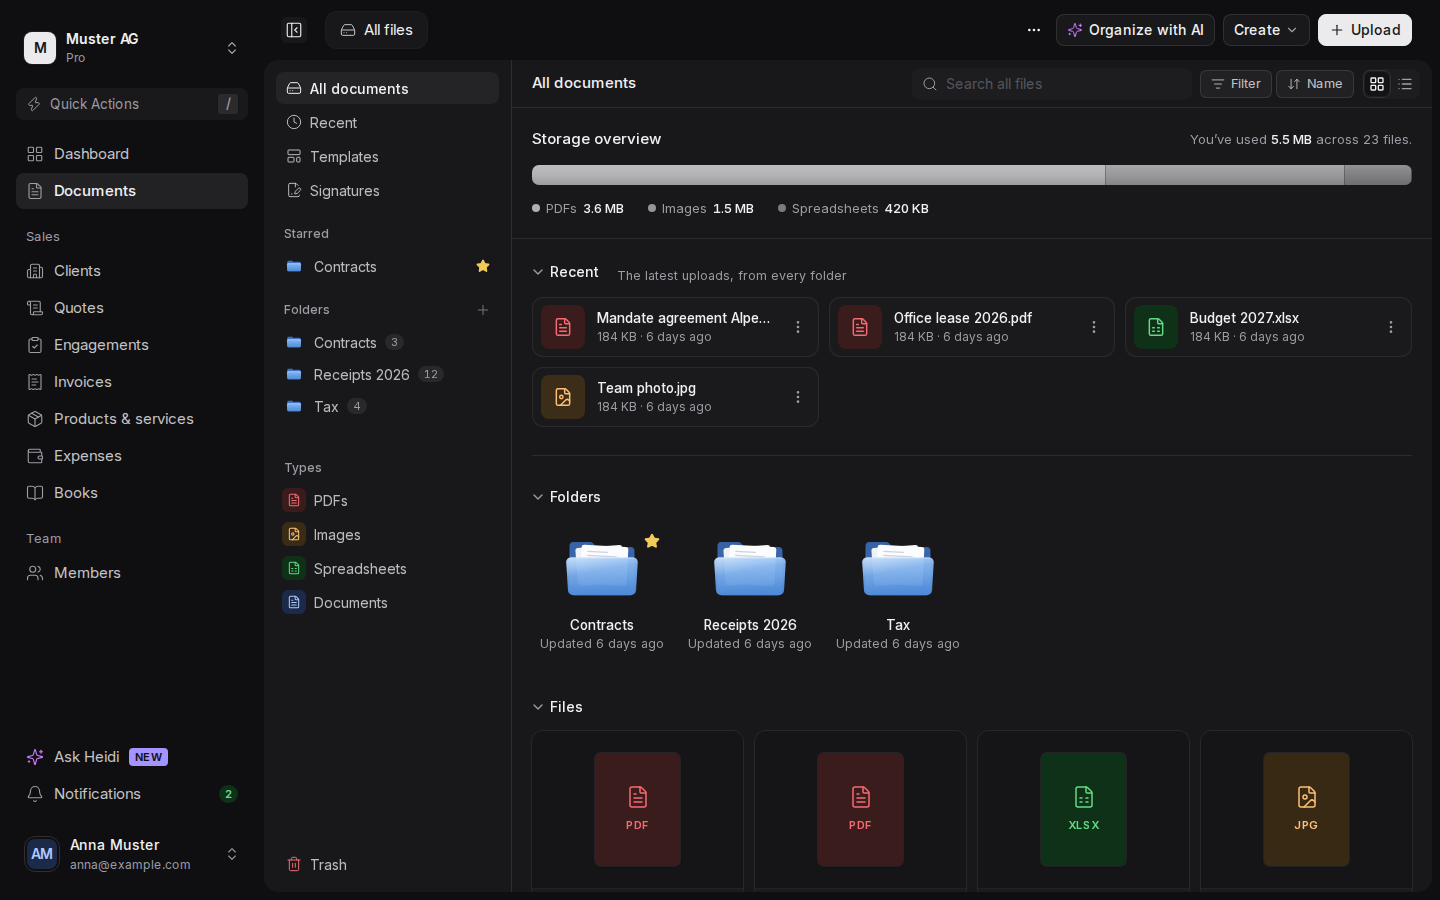 M
Muster AG
Pro
Quick Actions
/
Dashboard
Documents
Sales
Clients
Quotes
Engagements
Invoices
Products & services
Expenses
Books
Team
Members
Ask Heidi NEW
Notifications 2
AM
Anna Muster
anna@example.com
All files
Organize with AI
Create
Upload
All documents
Recent
Templates
Signatures
Starred
Contracts
Folders
Contracts 3
Receipts 2026 12
Tax 4
Types
PDFs
Images
Spreadsheets
Documents
Trash
All documents
Search all files
Filter
Name
Storage overview
You've used 5.5 MB across 23 files.
PDFs 3.6 MB
Images 1.5 MB
Spreadsheets 420 KB
Recent The latest uploads, from every folder
Mandate agreement Alpe…
184 KB · 6 days ago
Office lease 2026.pdf
184 KB · 6 days ago
Budget 2027.xlsx
184 KB · 6 days ago
Team photo.jpg
184 KB · 6 days ago
Folders
Contracts
Updated 6 days ago
Receipts 2026
Updated 6 days ago
Tax
Updated 6 days ago
Files
PDF
PDF
XLSX
JPG